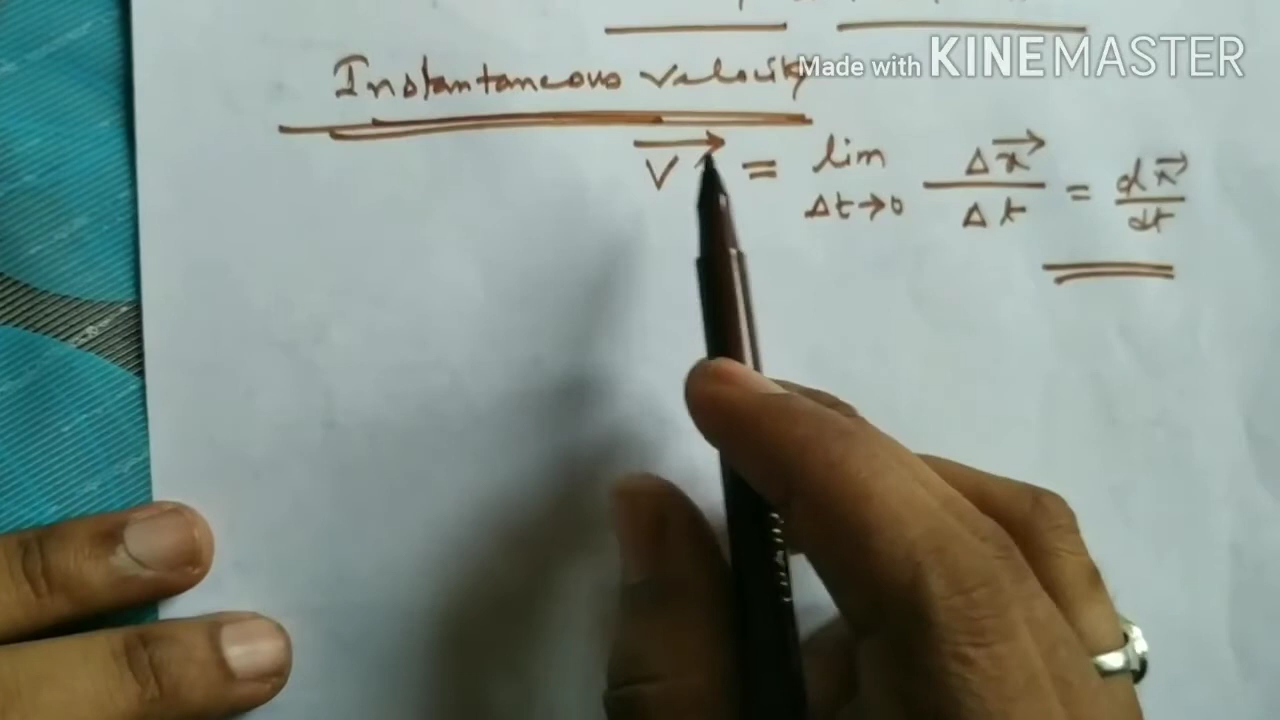 Made with KINEMASTER
Instantaneous Velocity
V⃗ = lim Δt→0 Δx⃗/Δt = dx⃗/dt